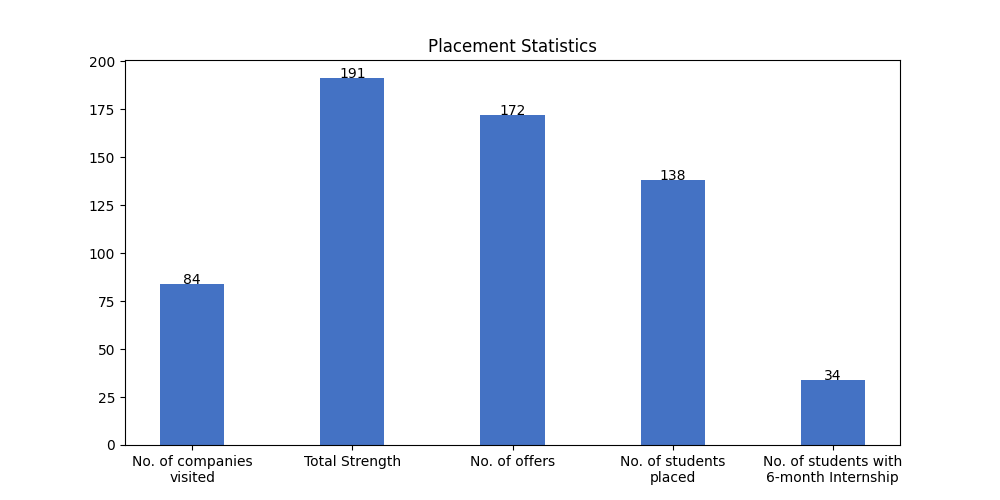 Placement Statistics
200
175
150
125
100
75
50
25
0
84
191
172
138
34
No. of companies
visited
Total Strength
No. of offers
No. of students
placed
No. of students with
6-month Internship